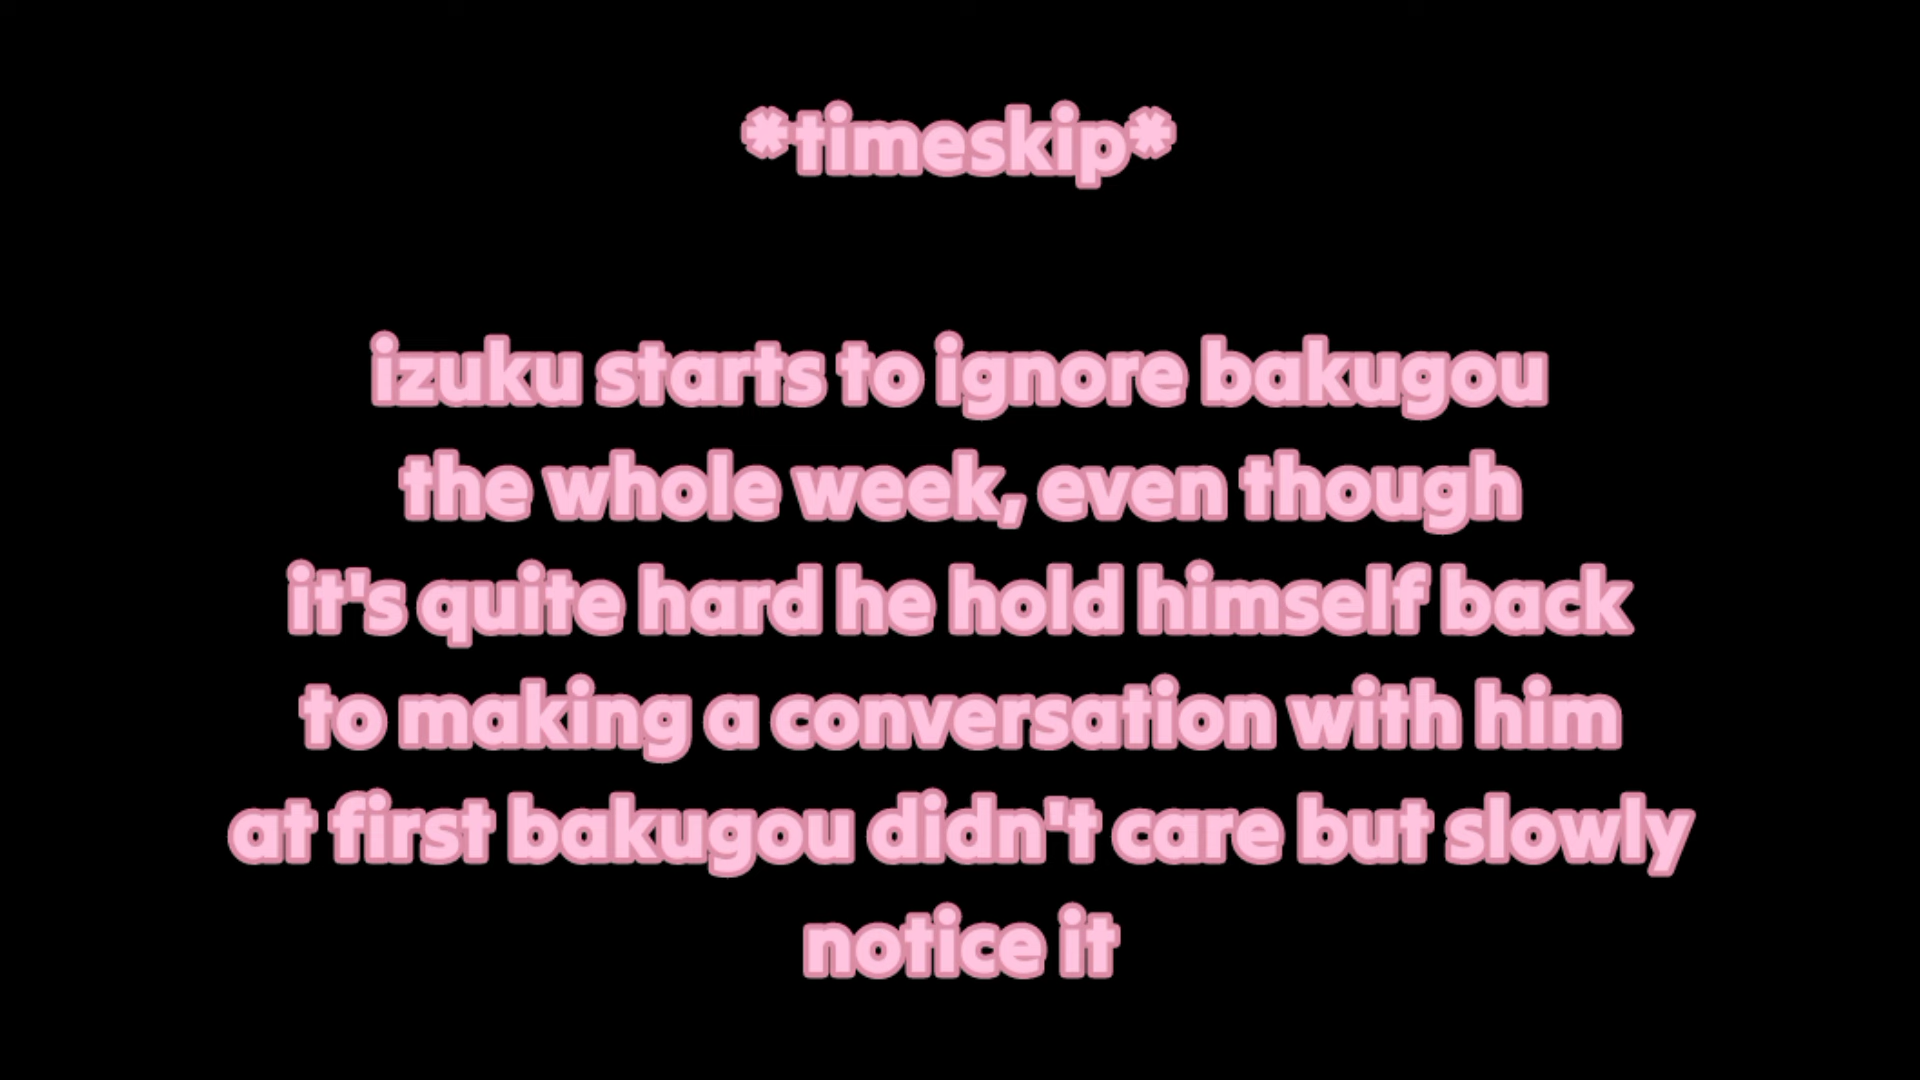 *timeskip*
izuku starts to ignore bakugou
the whole week, even though
it's quite hard he hold himself back
to making a conversation with him
at first bakugou didn't care but slowly
notice it